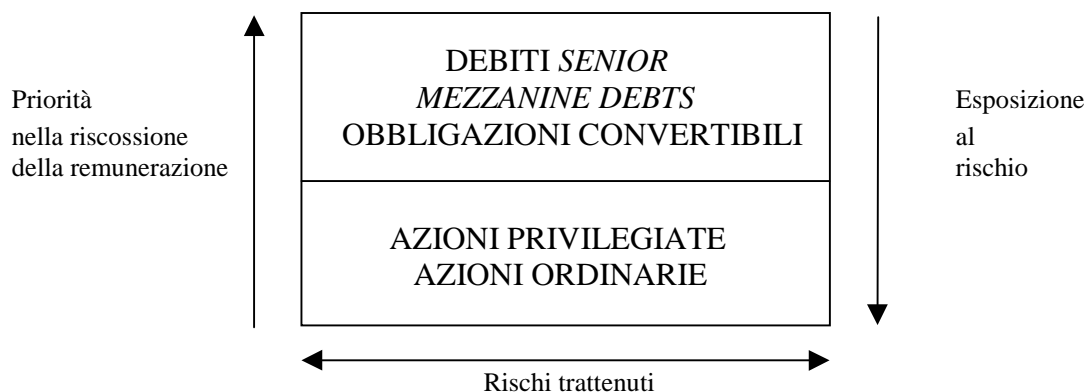 DEBITI SENIOR
MEZZANINE DEBTS
OBBLIGAZIONI CONVERTIBILI
Priorità
nella riscossione
della remunerazione
Esposizione
al
rischio
AZIONI PRIVILEGIATE
AZIONI ORDINARIE
Rischi trattenuti